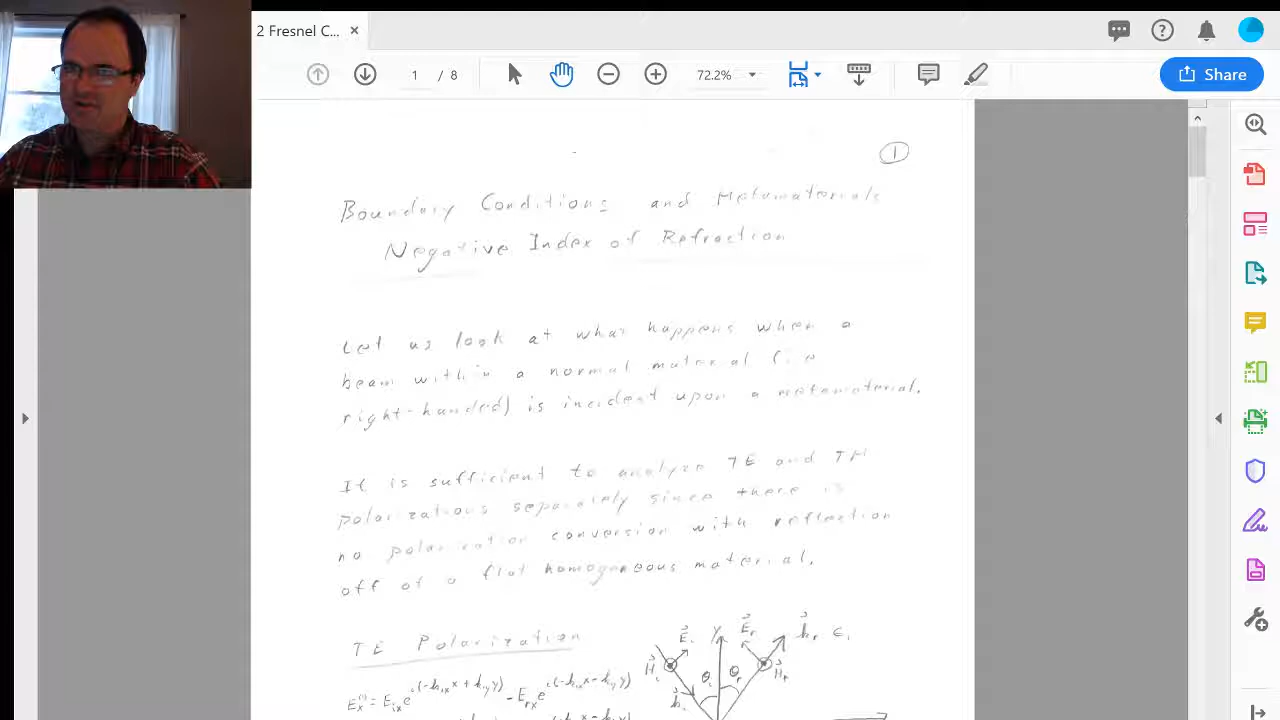 2 Fresnel C...
1 / 8
72.2%
Share
1
Boundary Conditions and Metamaterials
Negative Index of Refraction
Let us look at what happens when a
beam within a normal material (ie
right-handed) is incident upon a metamaterial.
It is sufficient to analyze TE and TM
polarizations separately since there is
no polarization conversion with reflection
off of a flat homogeneous material.
TE Polarization